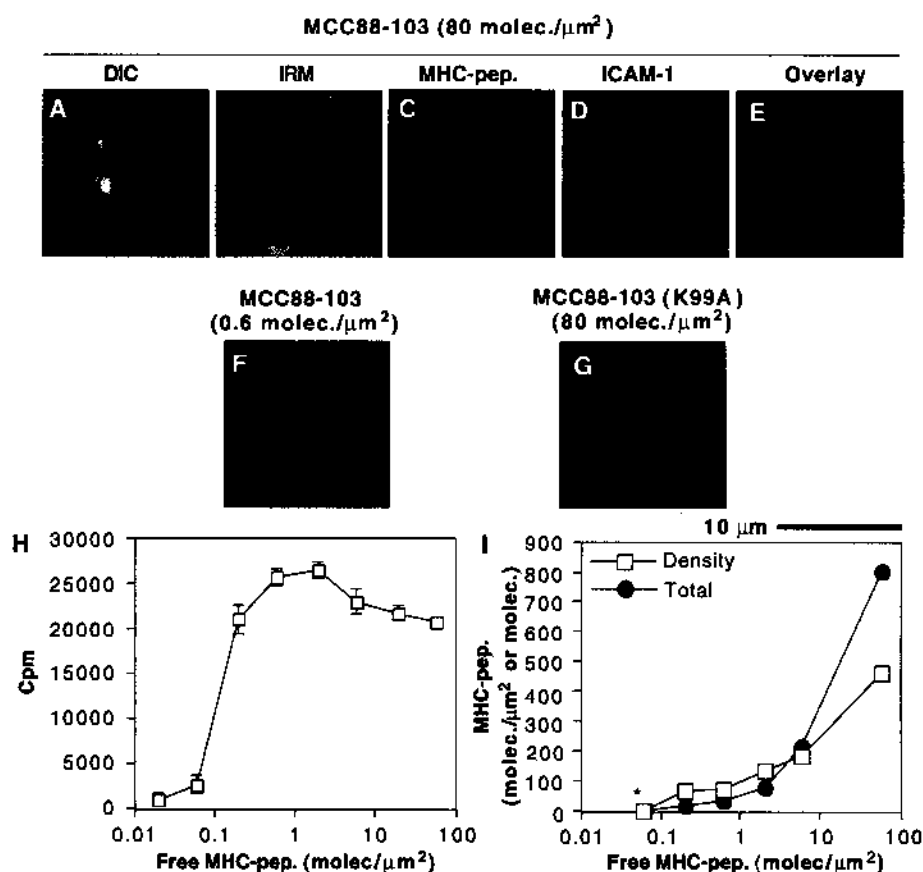 MCC88-103 (80 molec./μm²)
DIC IRM MHC-pep. ICAM-1 Overlay
A C D E
MCC88-103
(0.6 molec./μm²)
MCC88-103 (K99A)
(80 molec./μm²)
F G
10 μm
H
30000
25000
20000
15000
10000
5000
0
Cpm
0.01 0.1 1 10 100
Free MHC-pep. (molec/μm²)
I
900
800
700
600
500
400
300
200
100
0
MHC-pep.
(molec./μm² or molec.)
Density
Total
*
0.01 0.1 1 10 100
Free MHC-pep. (molec/μm²)